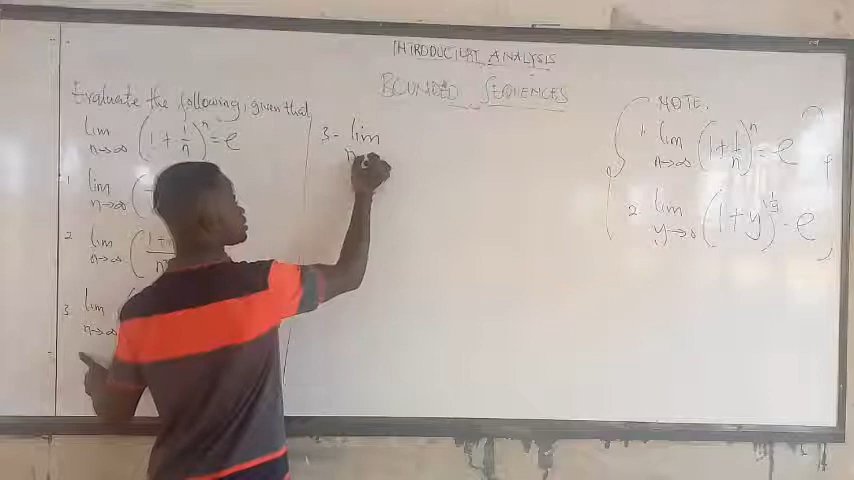 INTRODUCTORY ANALYSIS
BOUNDED SEQUENCES
Evaluate the following, given that
lim n→∞ (1 + 1/n)^n = e
1 lim n→∞ (
2 lim n→∞ (1+
3 lim n→∞
3- lim
n
NOTE.
1. lim n→∞ (1 + 1/n)^n = e
2. lim y→0 (1 + y)^1/y = e